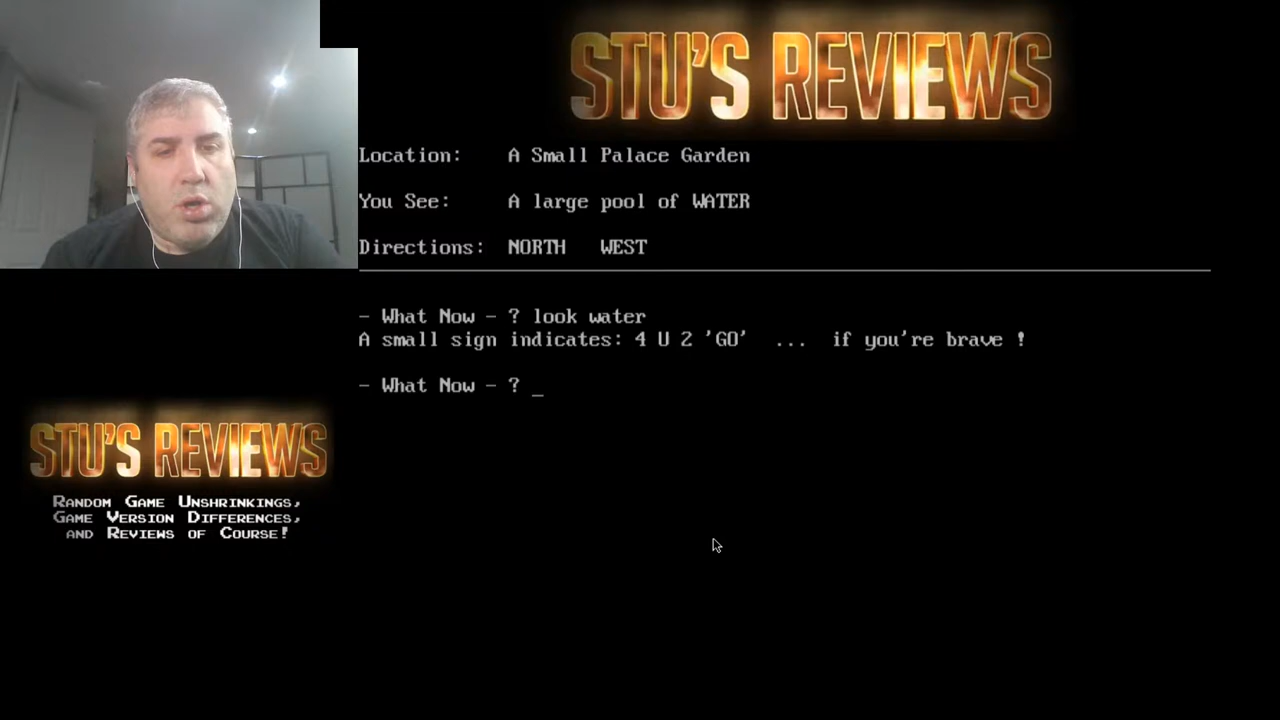 STU'S REVIEWS
Location: A Small Palace Garden
You See: A large pool of WATER
Directions: NORTH WEST
- What Now - ? look water
A small sign indicates: 4 U 2 'GO' ... if you're brave !
- What Now - ? _
STU'S REVIEWS
RANDOM GAME UNSHRINKINGS,
GAME VERSION DIFFERENCES,
AND REVIEWS OF COURSE!